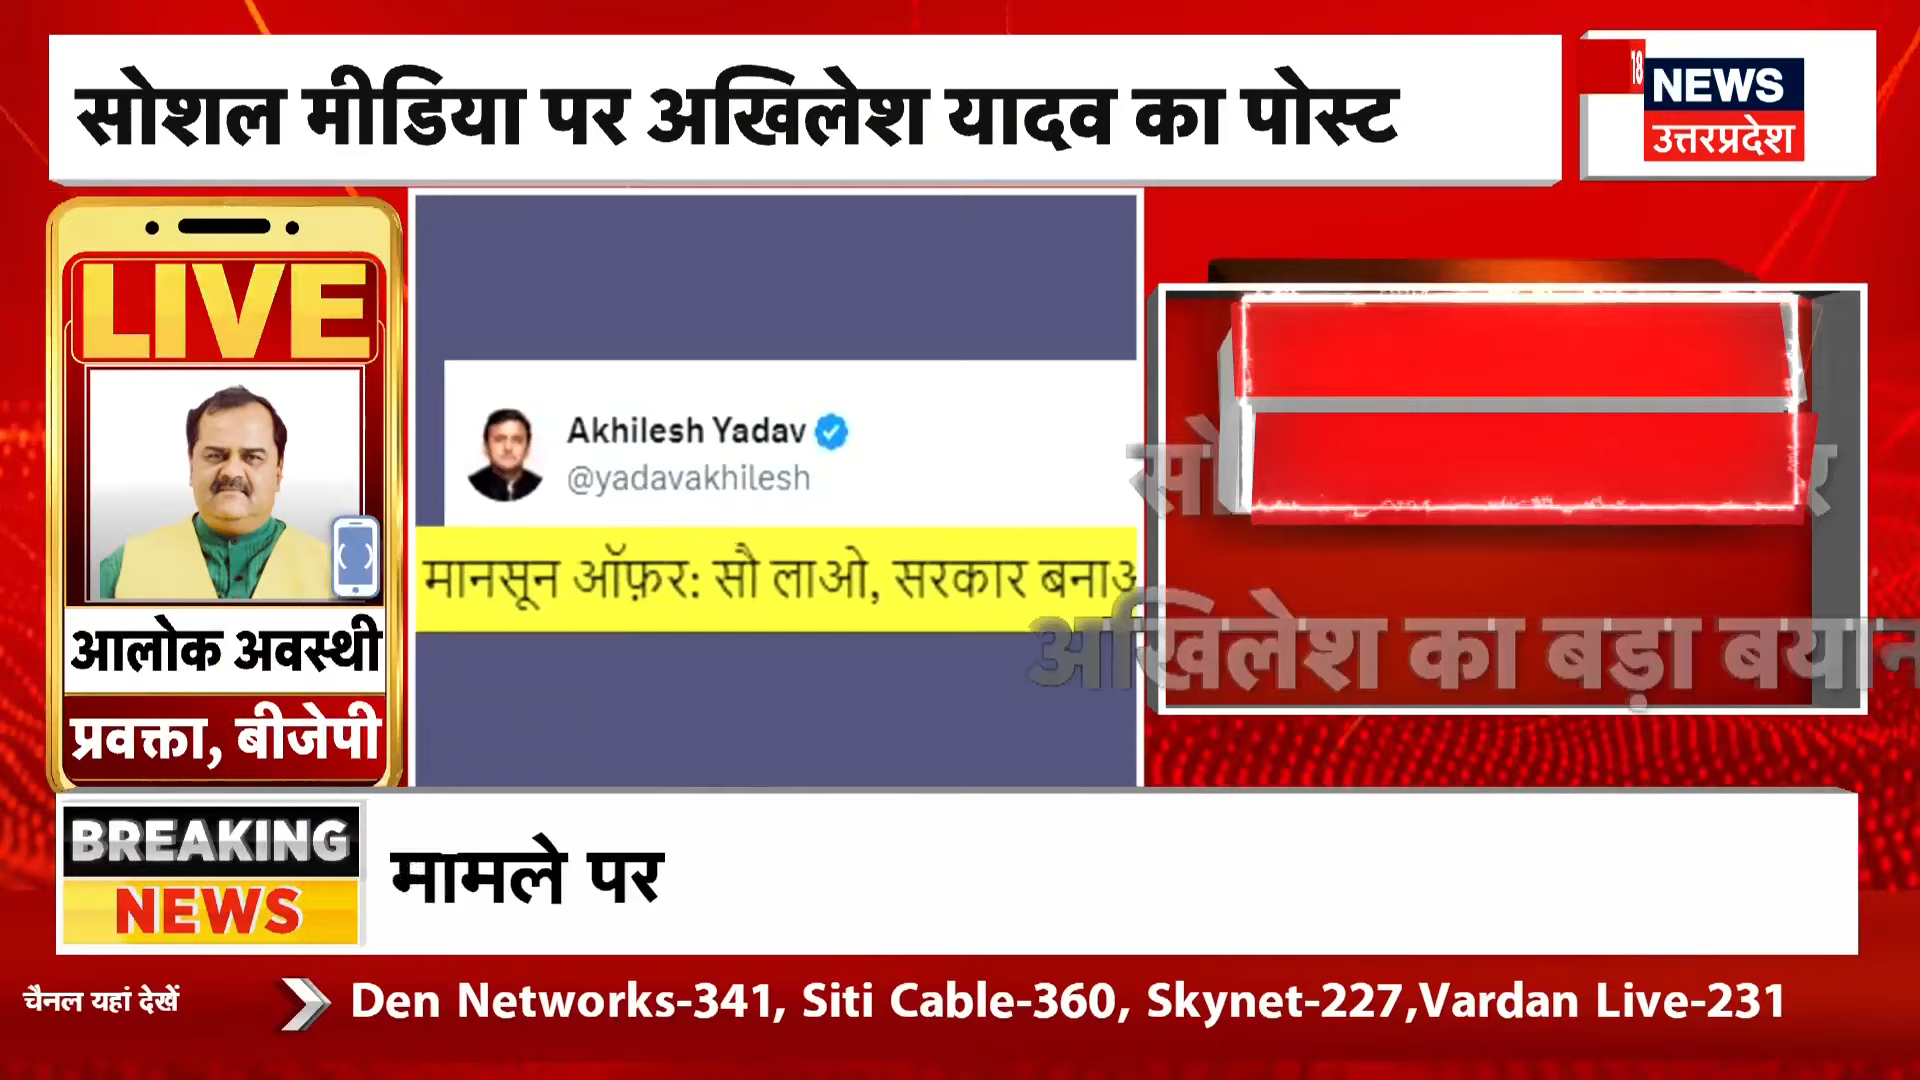 सोशल मीडिया पर अखिलेश यादव का पोस्ट
18
NEWS
उत्तरप्रदेश
LIVE
आलोक अवस्थी
प्रवक्ता, बीजेपी
Akhilesh Yadav
@yadavakhilesh
मानसून ऑफ़र: सौ लाओ, सरकार
अखिलेश का बड़ा बयान
BREAKING
NEWS
मामले पर
चैनल यहां देखें
Den Networks-341, Siti Cable-360, Skynet-227,Vardan Live-231